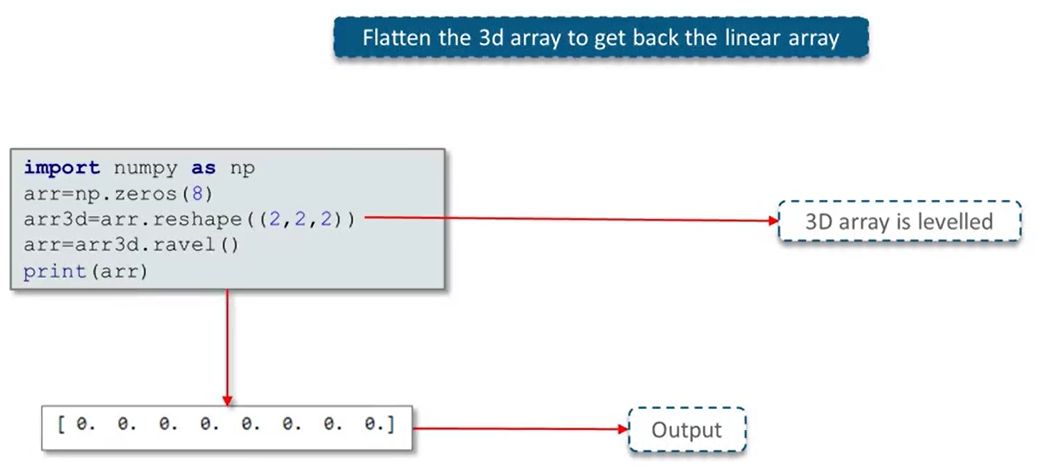 Flatten the 3d array to get back the linear array
import numpy as np
arr=np.zeros(8)
arr3d=arr.reshape((2,2,2))
3D array is levelled
arr=arr3d.ravel()
print(arr)
[ 0. 0. 0. 0. 0. 0. 0. 0.]
Output